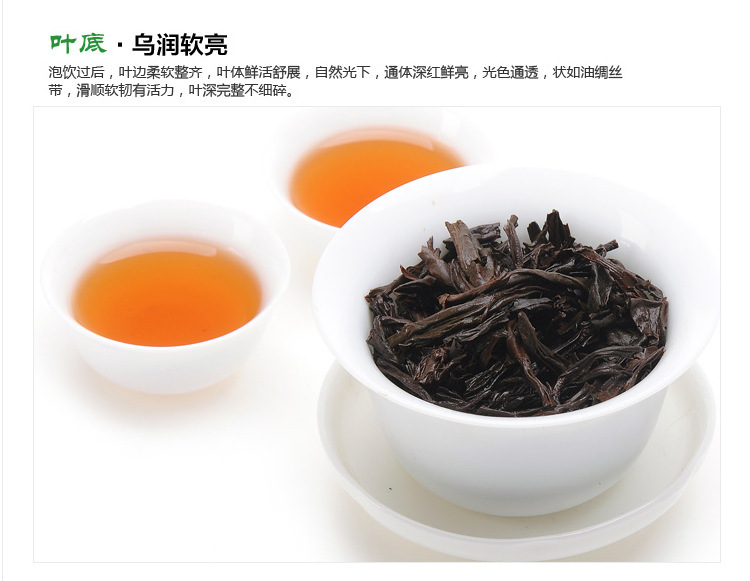 叶底 · 乌润软亮
泡饮过后，叶边柔软整齐，叶体鲜活舒展，自然光下，通体深红鲜亮，光色通透，状如油绸丝
带，滑顺软韧有活力，叶深完整不细碎。